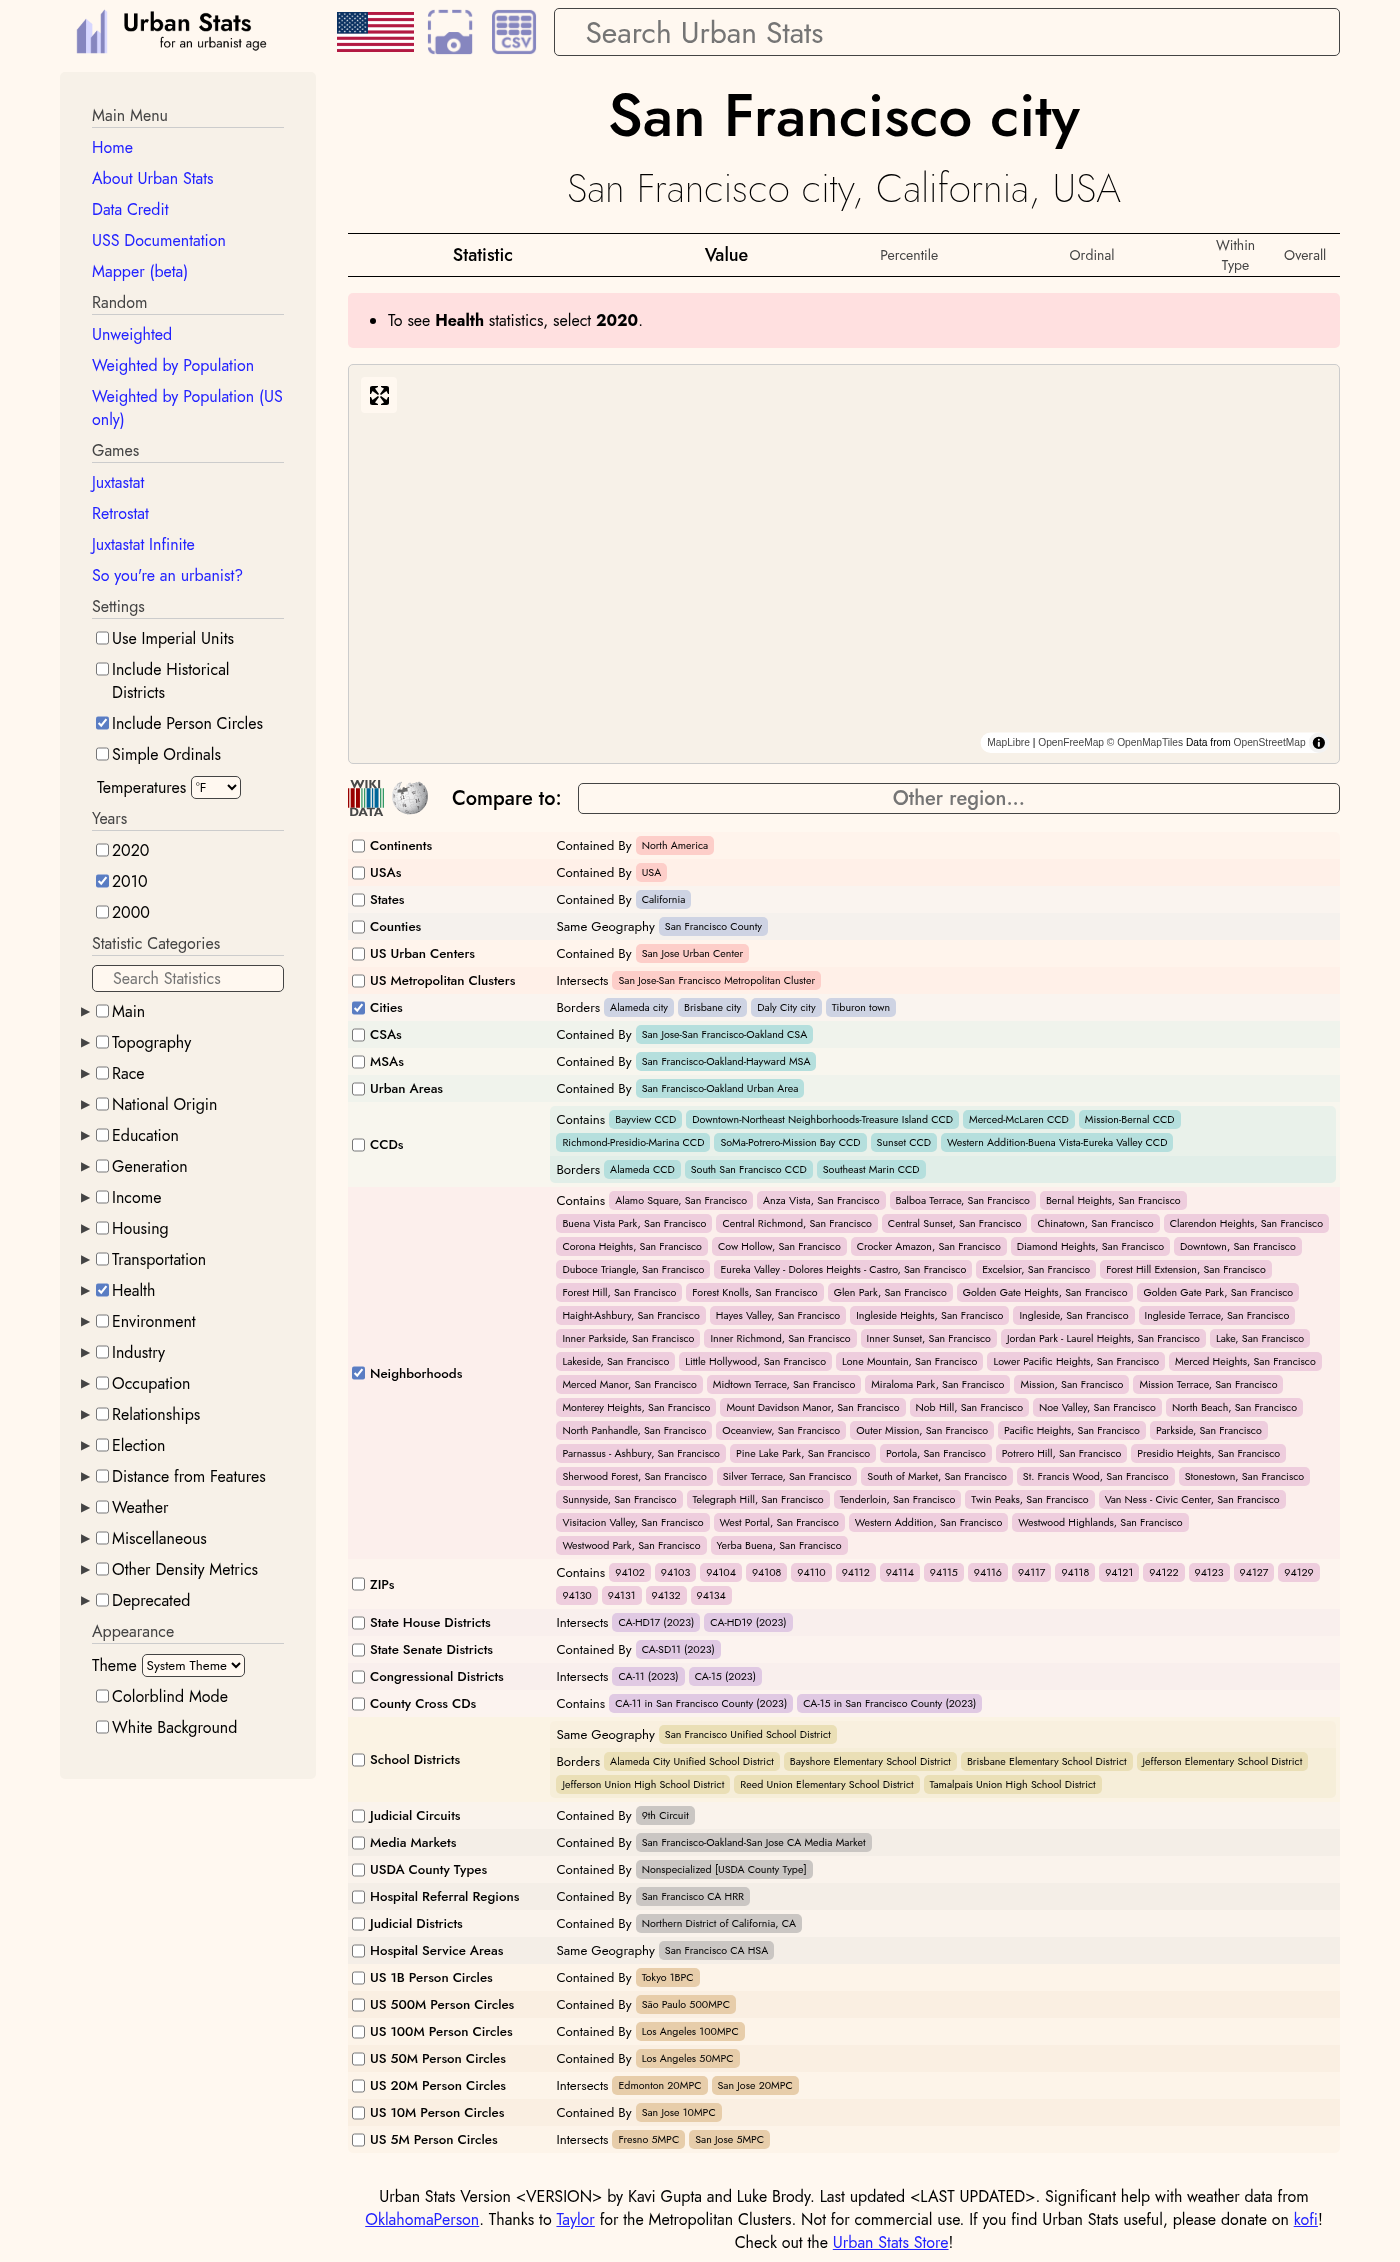 Urban Stats
for an urbanist age
CSV
Search Urban Stats
Main Menu
Home
About Urban Stats
Data Credit
USS Documentation
Mapper (beta)
Random
Unweighted
Weighted by Population
Weighted by Population (US
only)
Games
Juxtastat
Retrostat
Juxtastat Infinite
So you're an urbanist?
Settings
Use Imperial Units
Include Historical
Districts
Include Person Circles
Simple Ordinals
Temperatures °F
Years
2020
2010
2000
Statistic Categories
Search Statistics
Main
Topography
Race
National Origin
Education
Generation
Income
Housing
Transportation
Health
Environment
Industry
Occupation
Relationships
Election
Distance from Features
Weather
Miscellaneous
Other Density Metrics
Deprecated
Appearance
Theme System Theme
Colorblind Mode
White Background
San Francisco city
San Francisco city, California, USA
Statistic Value Percentile Ordinal Within Type Overall
To see Health statistics, select 2020.
MapLibre | OpenFreeMap © OpenMapTiles Data from OpenStreetMap
WIKI
DATA
Compare to: Other region...
Continents Contained By North America
USAs Contained By USA
States Contained By California
Counties Same Geography San Francisco County
US Urban Centers Contained By San Jose Urban Center
US Metropolitan Clusters Intersects San Jose-San Francisco Metropolitan Cluster
Cities Borders Alameda city Brisbane city Daly City city Tiburon town
CSAs Contained By San Jose-San Francisco-Oakland CSA
MSAs Contained By San Francisco-Oakland-Hayward MSA
Urban Areas Contained By San Francisco-Oakland Urban Area
CCDs
Contains Bayview CCD Downtown-Northeast Neighborhoods-Treasure Island CCD Merced-McLaren CCD Mission-Bernal CCD
Richmond-Presidio-Marina CCD SoMa-Potrero-Mission Bay CCD Sunset CCD Western Addition-Buena Vista-Eureka Valley CCD
Borders Alameda CCD South San Francisco CCD Southeast Marin CCD
Neighborhoods
Contains Alamo Square, San Francisco Anza Vista, San Francisco Balboa Terrace, San Francisco Bernal Heights, San Francisco
Buena Vista Park, San Francisco Central Richmond, San Francisco Central Sunset, San Francisco Chinatown, San Francisco Clarendon Heights, San Francisco
Corona Heights, San Francisco Cow Hollow, San Francisco Crocker Amazon, San Francisco Diamond Heights, San Francisco Downtown, San Francisco
Duboce Triangle, San Francisco Eureka Valley - Dolores Heights - Castro, San Francisco Excelsior, San Francisco Forest Hill Extension, San Francisco
Forest Hill, San Francisco Forest Knolls, San Francisco Glen Park, San Francisco Golden Gate Heights, San Francisco Golden Gate Park, San Francisco
Haight-Ashbury, San Francisco Hayes Valley, San Francisco Ingleside Heights, San Francisco Ingleside, San Francisco Ingleside Terrace, San Francisco
Inner Parkside, San Francisco Inner Richmond, San Francisco Inner Sunset, San Francisco Jordan Park - Laurel Heights, San Francisco Lake, San Francisco
Lakeside, San Francisco Little Hollywood, San Francisco Lone Mountain, San Francisco Lower Pacific Heights, San Francisco Merced Heights, San Francisco
Merced Manor, San Francisco Midtown Terrace, San Francisco Miraloma Park, San Francisco Mission, San Francisco Mission Terrace, San Francisco
Monterey Heights, San Francisco Mount Davidson Manor, San Francisco Nob Hill, San Francisco Noe Valley, San Francisco North Beach, San Francisco
North Panhandle, San Francisco Oceanview, San Francisco Outer Mission, San Francisco Pacific Heights, San Francisco Parkside, San Francisco
Parnassus - Ashbury, San Francisco Pine Lake Park, San Francisco Portola, San Francisco Potrero Hill, San Francisco Presidio Heights, San Francisco
Sherwood Forest, San Francisco Silver Terrace, San Francisco South of Market, San Francisco St. Francis Wood, San Francisco Stonestown, San Francisco
Sunnyside, San Francisco Telegraph Hill, San Francisco Tenderloin, San Francisco Twin Peaks, San Francisco Van Ness - Civic Center, San Francisco
Visitacion Valley, San Francisco West Portal, San Francisco Western Addition, San Francisco Westwood Highlands, San Francisco
Westwood Park, San Francisco Yerba Buena, San Francisco
ZIPs
Contains 94102 94103 94104 94108 94110 94112 94114 94115 94116 94117 94118 94121 94122 94123 94127 94129
94130 94131 94132 94134
State House Districts Intersects CA-HD17 (2023) CA-HD19 (2023)
State Senate Districts Contained By CA-SD11 (2023)
Congressional Districts Intersects CA-11 (2023) CA-15 (2023)
County Cross CDs Contains CA-11 in San Francisco County (2023) CA-15 in San Francisco County (2023)
School Districts
Same Geography San Francisco Unified School District
Borders Alameda City Unified School District Bayshore Elementary School District Brisbane Elementary School District Jefferson Elementary School District
Jefferson Union High School District Reed Union Elementary School District Tamalpais Union High School District
Judicial Circuits Contained By 9th Circuit
Media Markets Contained By San Francisco-Oakland-San Jose CA Media Market
USDA County Types Contained By Nonspecialized [USDA County Type]
Hospital Referral Regions Contained By San Francisco CA HRR
Judicial Districts Contained By Northern District of California, CA
Hospital Service Areas Same Geography San Francisco CA HSA
US 1B Person Circles Contained By Tokyo 1BPC
US 500M Person Circles Contained By São Paulo 500MPC
US 100M Person Circles Contained By Los Angeles 100MPC
US 50M Person Circles Contained By Los Angeles 50MPC
US 20M Person Circles Intersects Edmonton 20MPC San Jose 20MPC
US 10M Person Circles Contained By San Jose 10MPC
US 5M Person Circles Intersects Fresno 5MPC San Jose 5MPC
Urban Stats Version <VERSION> by Kavi Gupta and Luke Brody. Last updated <LAST UPDATED>. Significant help with weather data from
OklahomaPerson. Thanks to Taylor for the Metropolitan Clusters. Not for commercial use. If you find Urban Stats useful, please donate on kofi!
Check out the Urban Stats Store!